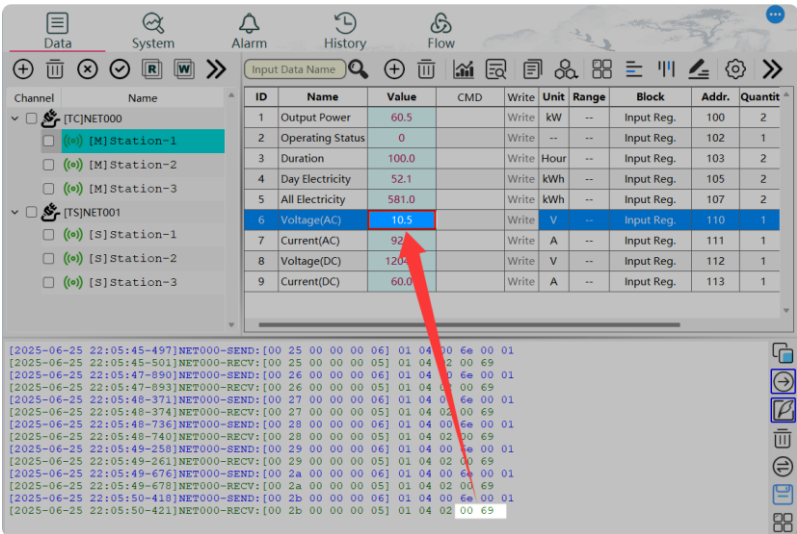 Data System Alarm History Flow
R W Input Data Name
Channel Name
[TC]NET000
[M]Station-1
[M]Station-2
[M]Station-3
[TS]NET001
[S]Station-1
[S]Station-2
[S]Station-3
ID Name Value CMD Write Unit Range Block Addr. Quantit
1 Output Power 60.5 Write kW -- Input Reg. 100 2
2 Operating Status 0 Write -- -- Input Reg. 102 1
3 Duration 100.0 Write Hour -- Input Reg. 103 2
4 Day Electricity 52.1 Write kWh -- Input Reg. 105 2
5 All Electricity 581.0 Write kWh -- Input Reg. 107 2
6 Voltage(AC) 10.5 Write V -- Input Reg. 110 1
7 Current(AC) Write A -- Input Reg. 111 1
8 Voltage(DC) Write V -- Input Reg. 112 1
9 Current(DC) 60.0 Write A -- Input Reg. 113 1
[2025-06-25 22:05:45-497]NET000-SEND:[00 25 00 00 00 06] 01 04 00 6e 00 01
[2025-06-25 22:05:45-501]NET000-RECV:[00 25 00 00 00 05] 01 04 02 00 69
[2025-06-25 22:05:47-890]NET000-SEND:[00 26 00 00 00 06] 01 04 00 6e 00 01
[2025-06-25 22:05:47-893]NET000-RECV:[00 26 00 00 00 05] 01 04 02 00 69
[2025-06-25 22:05:48-371]NET000-SEND:[00 27 00 00 00 06] 01 04 00 6e 00 01
[2025-06-25 22:05:48-374]NET000-RECV:[00 27 00 00 00 05] 01 04 02 00 69
[2025-06-25 22:05:48-736]NET000-SEND:[00 28 00 00 00 06] 01 04 00 6e 00 01
[2025-06-25 22:05:48-740]NET000-RECV:[00 28 00 00 00 05] 01 04 02 00 69
[2025-06-25 22:05:49-258]NET000-SEND:[00 29 00 00 00 06] 01 04 00 6e 00 01
[2025-06-25 22:05:49-261]NET000-RECV:[00 29 00 00 00 05] 01 04 02 00 69
[2025-06-25 22:05:49-676]NET000-SEND:[00 2a 00 00 00 06] 01 04 00 6e 00 01
[2025-06-25 22:05:49-678]NET000-RECV:[00 2a 00 00 00 05] 01 04 02 00 69
[2025-06-25 22:05:50-418]NET000-SEND:[00 2b 00 00 00 06] 01 04 00 6e 00 01
[2025-06-25 22:05:50-421]NET000-RECV:[00 2b 00 00 00 05] 01 04 02 00 69